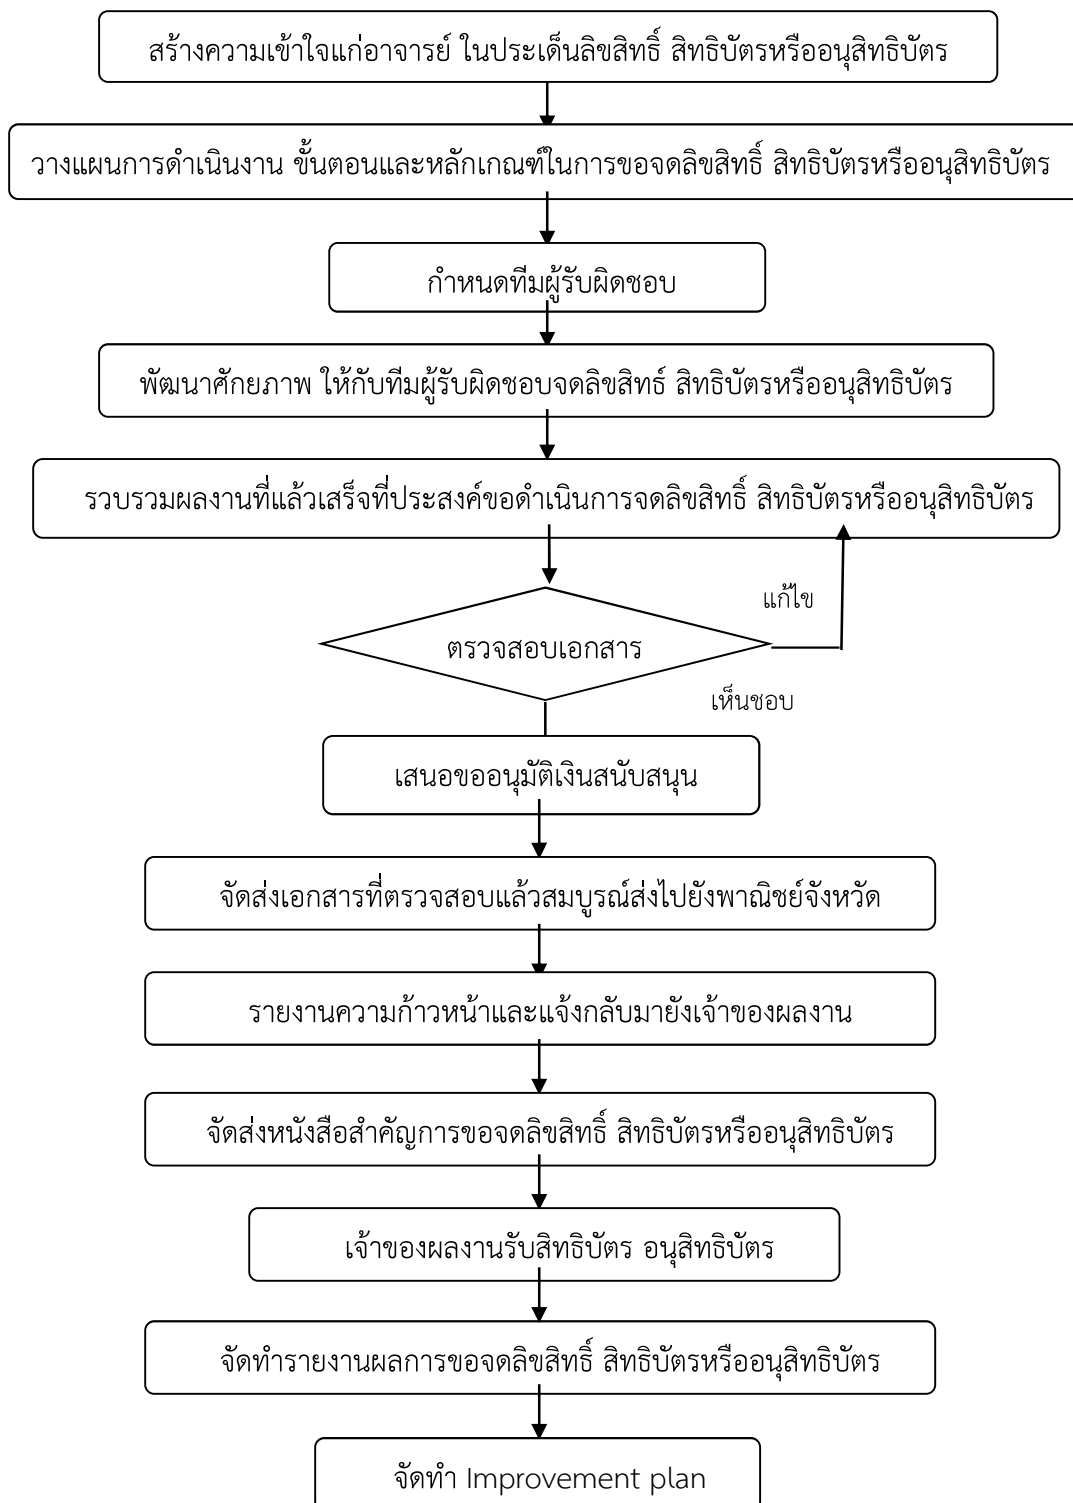 สร้างความเข้าใจแก่อาจารย์ ในประเด็นลิขสิทธิ์ สิทธิบัตรหรืออนุสิทธิบัตร
วางแผนการดำเนินงาน ขั้นตอนและหลักเกณฑ์ในการขอจดลิขสิทธิ์ สิทธิบัตรหรืออนุสิทธิบัตร
กำหนดทีมผู้รับผิดชอบ
พัฒนาศักยภาพ ให้กับทีมผู้รับผิดชอบจดลิขสิทธ์ สิทธิบัตรหรืออนุสิทธิบัตร
รวบรวมผลงานที่แล้วเสร็จที่ประสงค์ขอดำเนินการจดลิขสิทธิ์ สิทธิบัตรหรืออนุสิทธิบัตร
แก้ไข
ตรวจสอบเอกสาร
เห็นชอบ
เสนอขออนุมัติเงินสนับสนุน
จัดส่งเอกสารที่ตรวจสอบแล้วสมบูรณ์ส่งไปยังพาณิชย์จังหวัด
รายงานความก้าวหน้าและแจ้งกลับมายังเจ้าของผลงาน
จัดส่งหนังสือสำคัญการขอจดลิขสิทธิ์ สิทธิบัตรหรืออนุสิทธิบัตร
เจ้าของผลงานรับสิทธิบัตร อนุสิทธิบัตร
จัดทำรายงานผลการขอจดลิขสิทธิ์ สิทธิบัตรหรืออนุสิทธิบัตร
จัดทำ Improvement plan